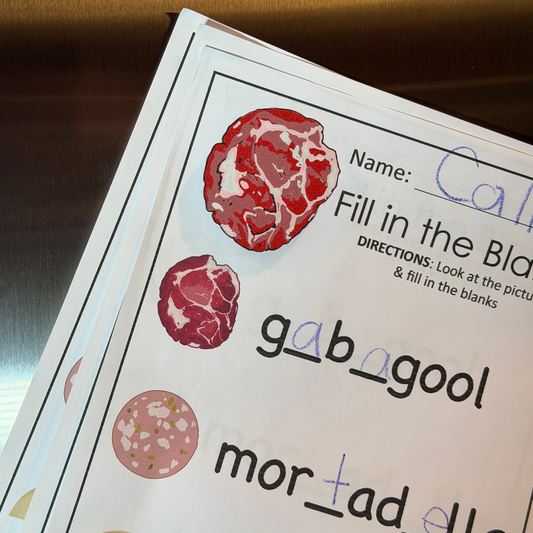 Name: Cal
Fill in the Bla
DIRECTIONS: Look at the pictu
& fill in the blanks
gabagool
mortadell